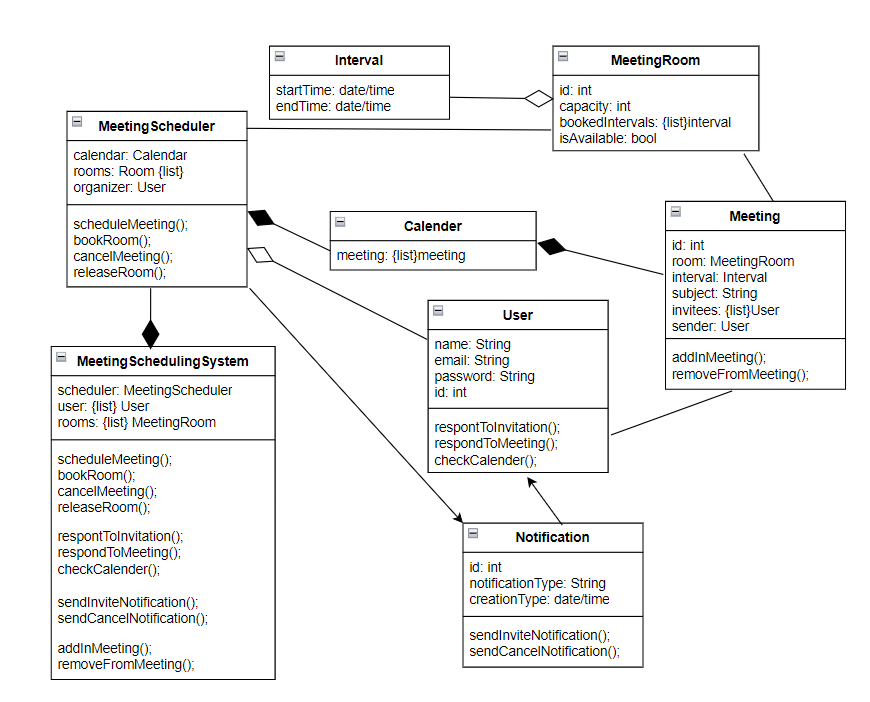 Interval
startTime: date/time
endTime: date/time
MeetingRoom
id: int
capacity: int
bookedIntervals: {list}interval
isAvailable: bool
MeetingScheduler
calendar: Calendar
rooms: Room {list}
organizer: User
scheduleMeeting();
bookRoom();
cancelMeeting();
releaseRoom();
Calender
meeting: {list}meeting
Meeting
id: int
room: MeetingRoom
interval: Interval
subject: String
invitees: {list}User
sender: User
addInMeeting();
removeFromMeeting();
User
name: String
email: String
password: String
id: int
respontToInvitation();
respondToMeeting();
checkCalender();
MeetingSchedulingSystem
scheduler: MeetingScheduler
user: {list} User
rooms: {list} MeetingRoom
scheduleMeeting();
bookRoom();
cancelMeeting();
releaseRoom();
respontToInvitation();
respondToMeeting();
checkCalender();
sendInviteNotification();
sendCancelNotification();
addInMeeting();
removeFromMeeting();
Notification
id: int
notificationType: String
creationType: date/time
sendInviteNotification();
sendCancelNotification();